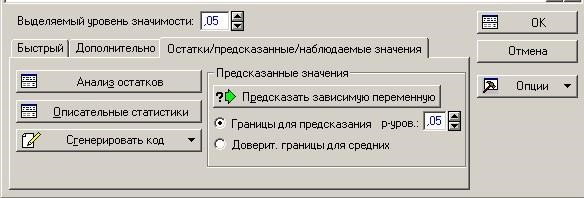 Выделяемый уровень значимости: ,05
OK
Отмена
Опции
Быстрый Дополнительно Остатки/предсказанные/наблюдаемые значения
Анализ остатков
Описательные статистики
Сгенерировать код
Предсказанные значения
Предсказать зависимую переменную
Границы для предсказания p-уров.: ,05
Доверит. границы для средних